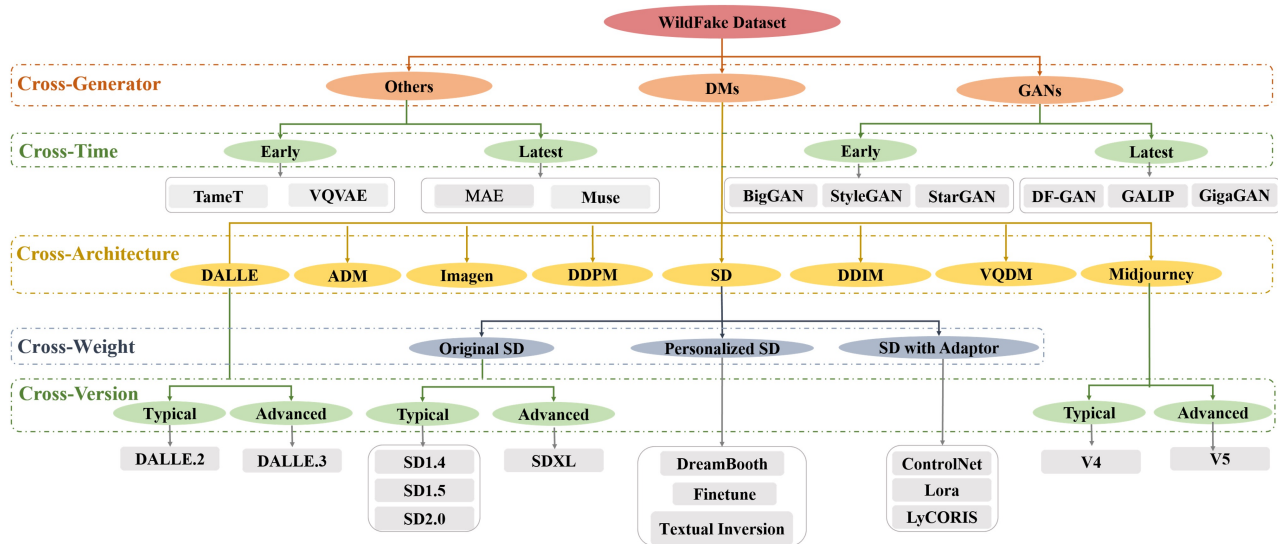 WildFake Dataset
Cross-Generator
Others
DMs
GANs
Cross-Time
Early
Latest
Early
Latest
TameT
VQVAE
MAE
Muse
BigGAN
StyleGAN
StarGAN
DF-GAN
GALIP
GigaGAN
Cross-Architecture
DALLE
ADM
Imagen
DDPM
SD
DDIM
VQDM
Midjourney
Cross-Weight
Original SD
Personalized SD
SD with Adaptor
Cross-Version
Typical
Advanced
Typical
Advanced
Typical
Advanced
DALLE.2
DALLE.3
SD1.4
SD1.5
SD2.0
SDXL
DreamBooth
Finetune
Textual Inversion
ControlNet
Lora
LyCORIS
V4
V5